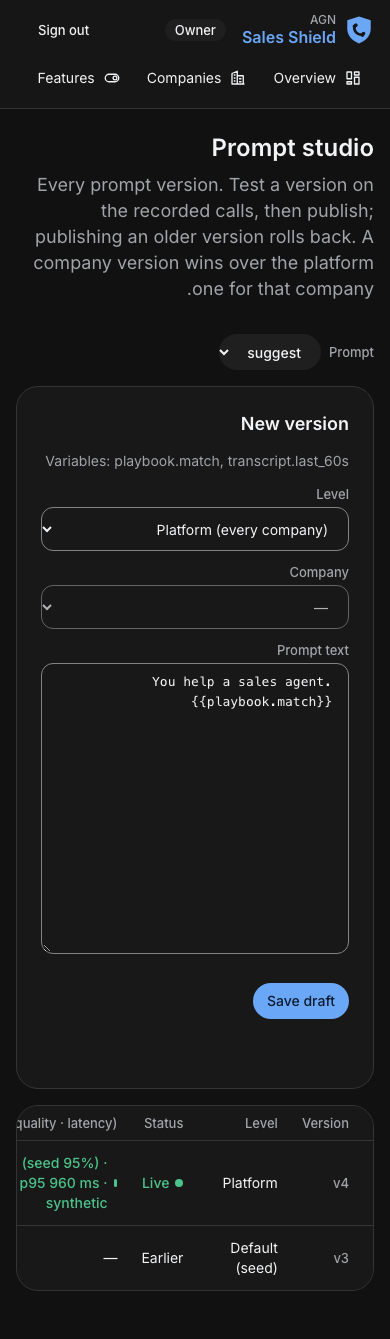 AGN
Sales Shield
Owner
Sign out
Overview
Companies
Features
Prompt studio
Every prompt version. Test a version on
the recorded calls, then publish;
publishing an older version rolls back. A
company version wins over the platform
.one for that company
Prompt
suggest
New version
Variables: playbook.match, transcript.last_60s
Level
Platform (every company)
Company
—
Prompt text
You help a sales agent.
{{playbook.match}}
Save draft
Version
Level
Status
quality · latency)
v4
Platform
Live
(seed 95%) ·
p95 960 ms ·
synthetic
v3
Default
(seed)
Earlier
—